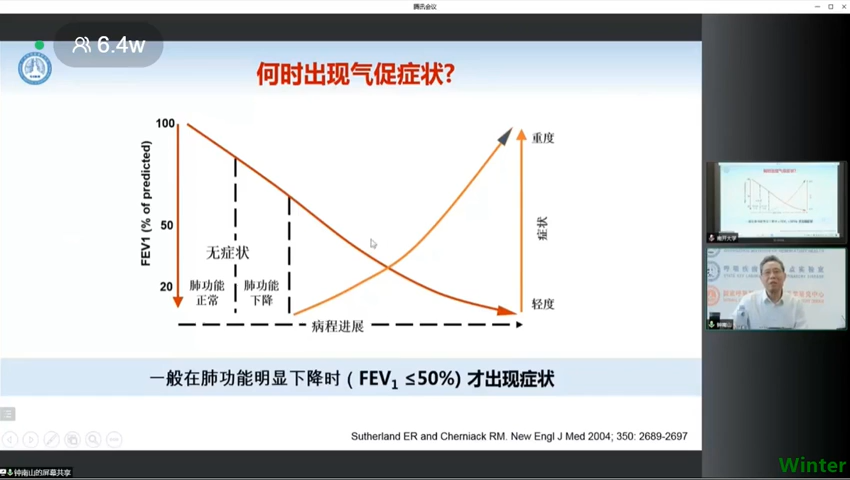 腾讯会议
6.4w
何时出现气促症状?
100
50
20
FEV1 (% of predicted)
无症状
肺功能
正常
肺功能
下降
重度
症状
轻度
病程进展
一般在肺功能明显下降时 ( FEV1 ≤50%) 才出现症状
Sutherland ER and Cherniack RM. New Engl J Med 2004; 350: 2689-2697
钟南山的屏幕共享
南开大学
钟南山
Winter